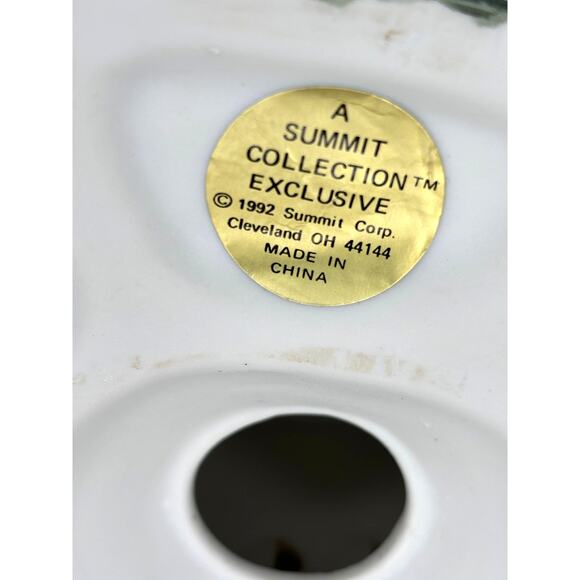 A
SUMMIT
COLLECTION™
EXCLUSIVE
© 1992 Summit Corp.
Cleveland OH 44144
MADE IN
CHINA